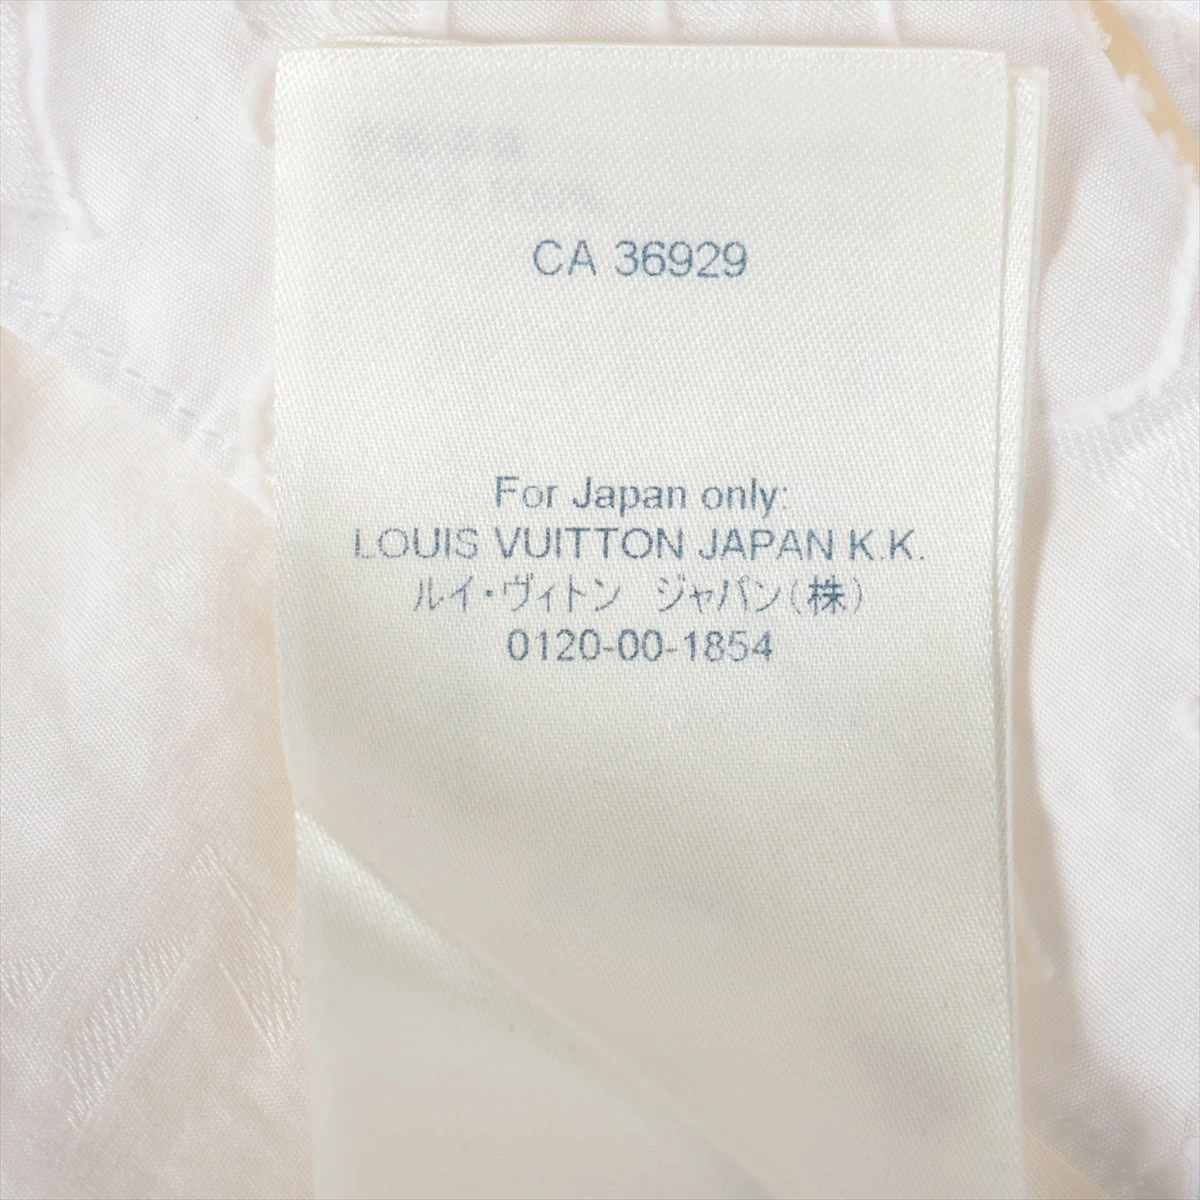 CA 36929
For Japan only:
LOUIS VUITTON JAPAN K.K.
ルイ・ヴィトン ジャパン(株)
0120-00-1854